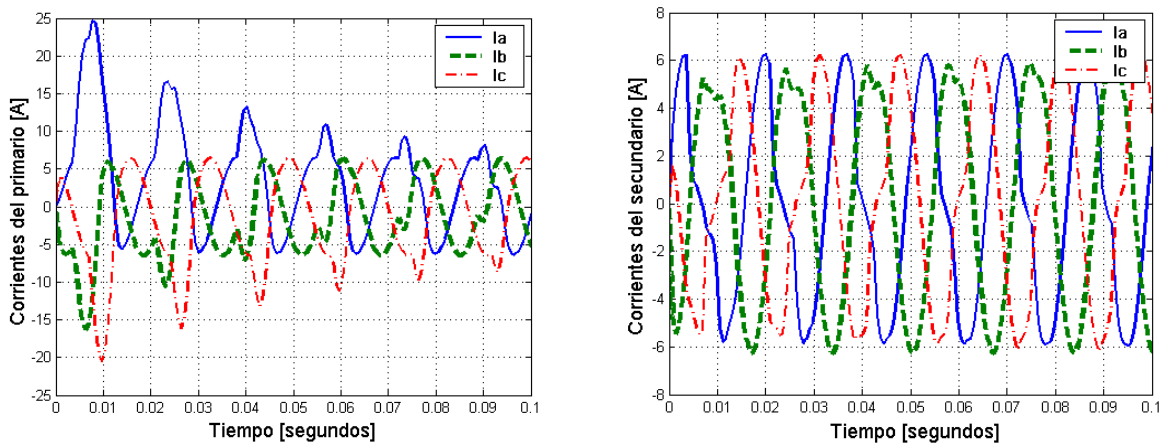 Corrientes del primario [A]
25
20
15
10
5
0
-5
-10
-15
-20
-25
Ia
Ib
Ic
0 0.01 0.02 0.03 0.04 0.05 0.06 0.07 0.08 0.09 0.1
Tiempo [segundos]
Corrientes del secundario [A]
8
6
4
2
0
-2
-4
-6
-8
Ia
Ib
Ic
0 0.01 0.02 0.03 0.04 0.05 0.06 0.07 0.08 0.09 0.1
Tiempo [segundos]